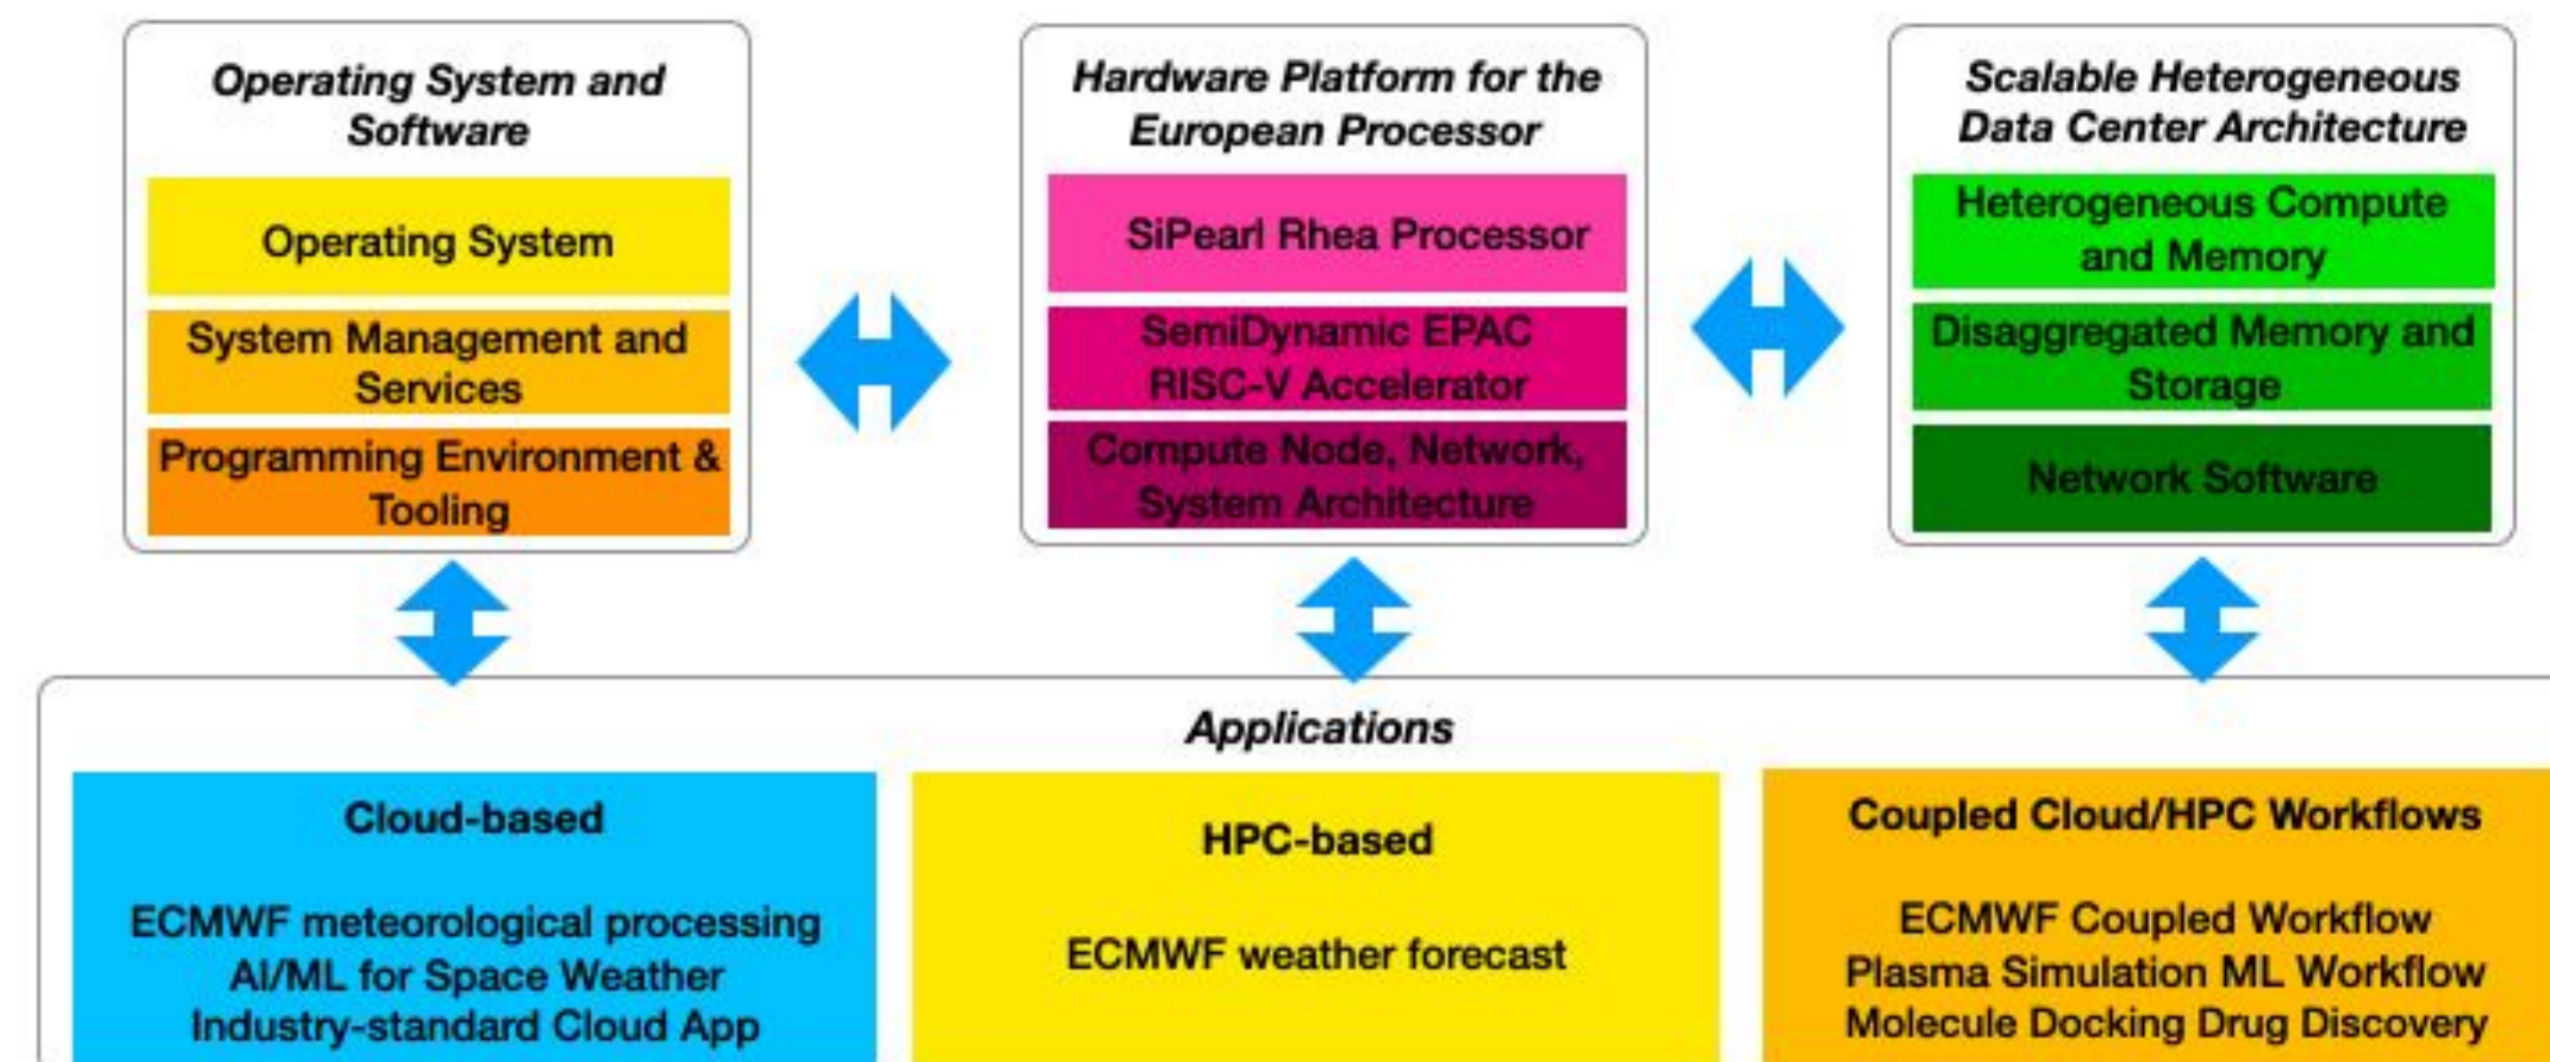 Operating System and
Software
Operating System
System Management and
Services
Programming Environment &
Tooling
Hardware Platform for the
European Processor
SiPearl Rhea Processor
SemiDynamic EPAC
RISC-V Accelerator
Compute Node, Network,
System Architecture
Scalable Heterogeneous
Data Center Architecture
Heterogeneous Compute
and Memory
Disaggregated Memory and
Storage
Network Software
Applications
Cloud-based
ECMWF meteorological processing
AI/ML for Space Weather
Industry-standard Cloud App
HPC-based
ECMWF weather forecast
Coupled Cloud/HPC Workflows
ECMWF Coupled Workflow
Plasma Simulation ML Workflow
Molecule Docking Drug Discovery